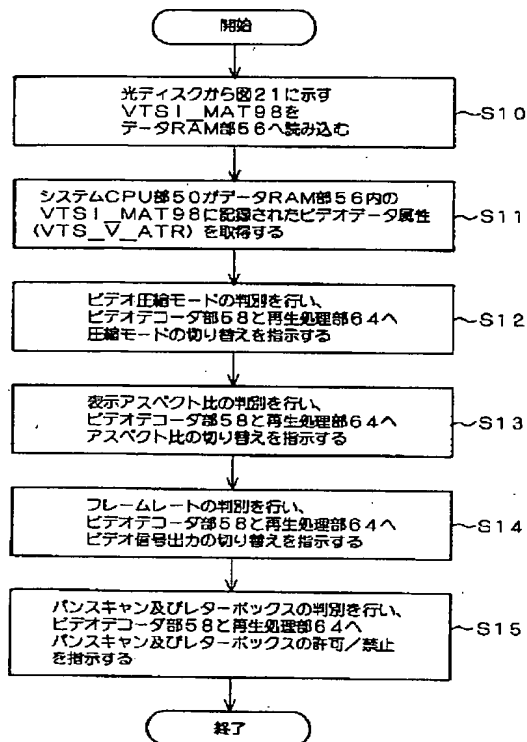 開始
光ディスクから図21に示す
VTSI_MAT98を
データRAM部56へ読み込む
S10
システムCPU部50がデータRAM部56内の
VTSI_MAT98に記録されたビデオデータ属性
(VTS_V_ATR)を取得する
S11
ビデオ圧縮モードの判別を行い、
ビデオデコーダ部58と再生処理部64へ
圧縮モードの切り替えを指示する
S12
表示アスペクト比の判別を行い、
ビデオデコーダ部58と再生処理部64へ
アスペクト比の切り替えを指示する
S13
フレームレートの判別を行い、
ビデオデコーダ部58と再生処理部64へ
ビデオ信号出力の切り替えを指示する
S14
パンスキャン及びレターボックスの判別を行い、
ビデオデコーダ部58と再生処理部64へ
パンスキャン及びレターボックスの許可/禁止
を指示する
S15
終了